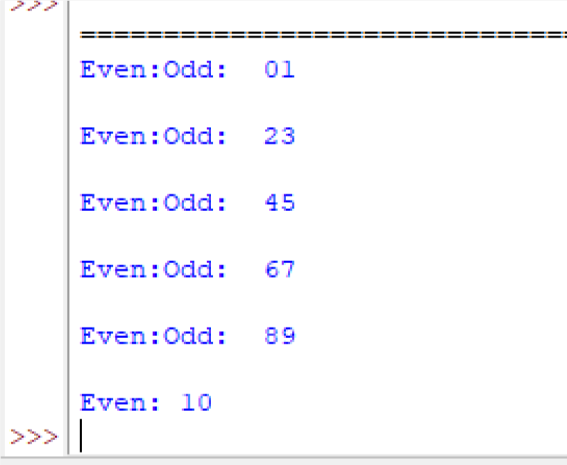 >>>
==============================
Even:Odd:  01
Even:Odd:  23
Even:Odd:  45
Even:Odd:  67
Even:Odd:  89
Even: 10
>>>